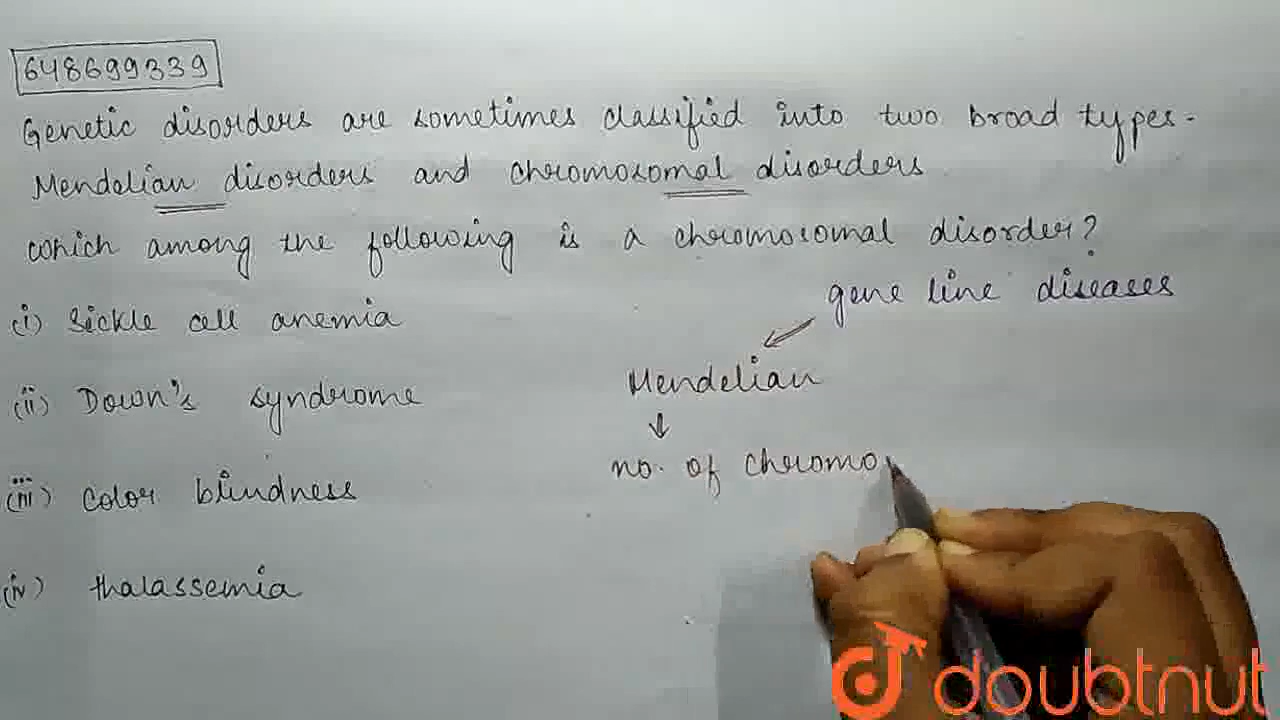 648699339
Genetic disorders are sometimes classified into two broad types-
Mendelian disorders and chromosomal disorders.
which among the following is a chromosomal disorder?
(i) Sickle cell anemia
(ii) Down's syndrome
(iii) Color blindness
(iv) thalassemia
gene line diseases
Mendelian
no. of chromo
doubtnut